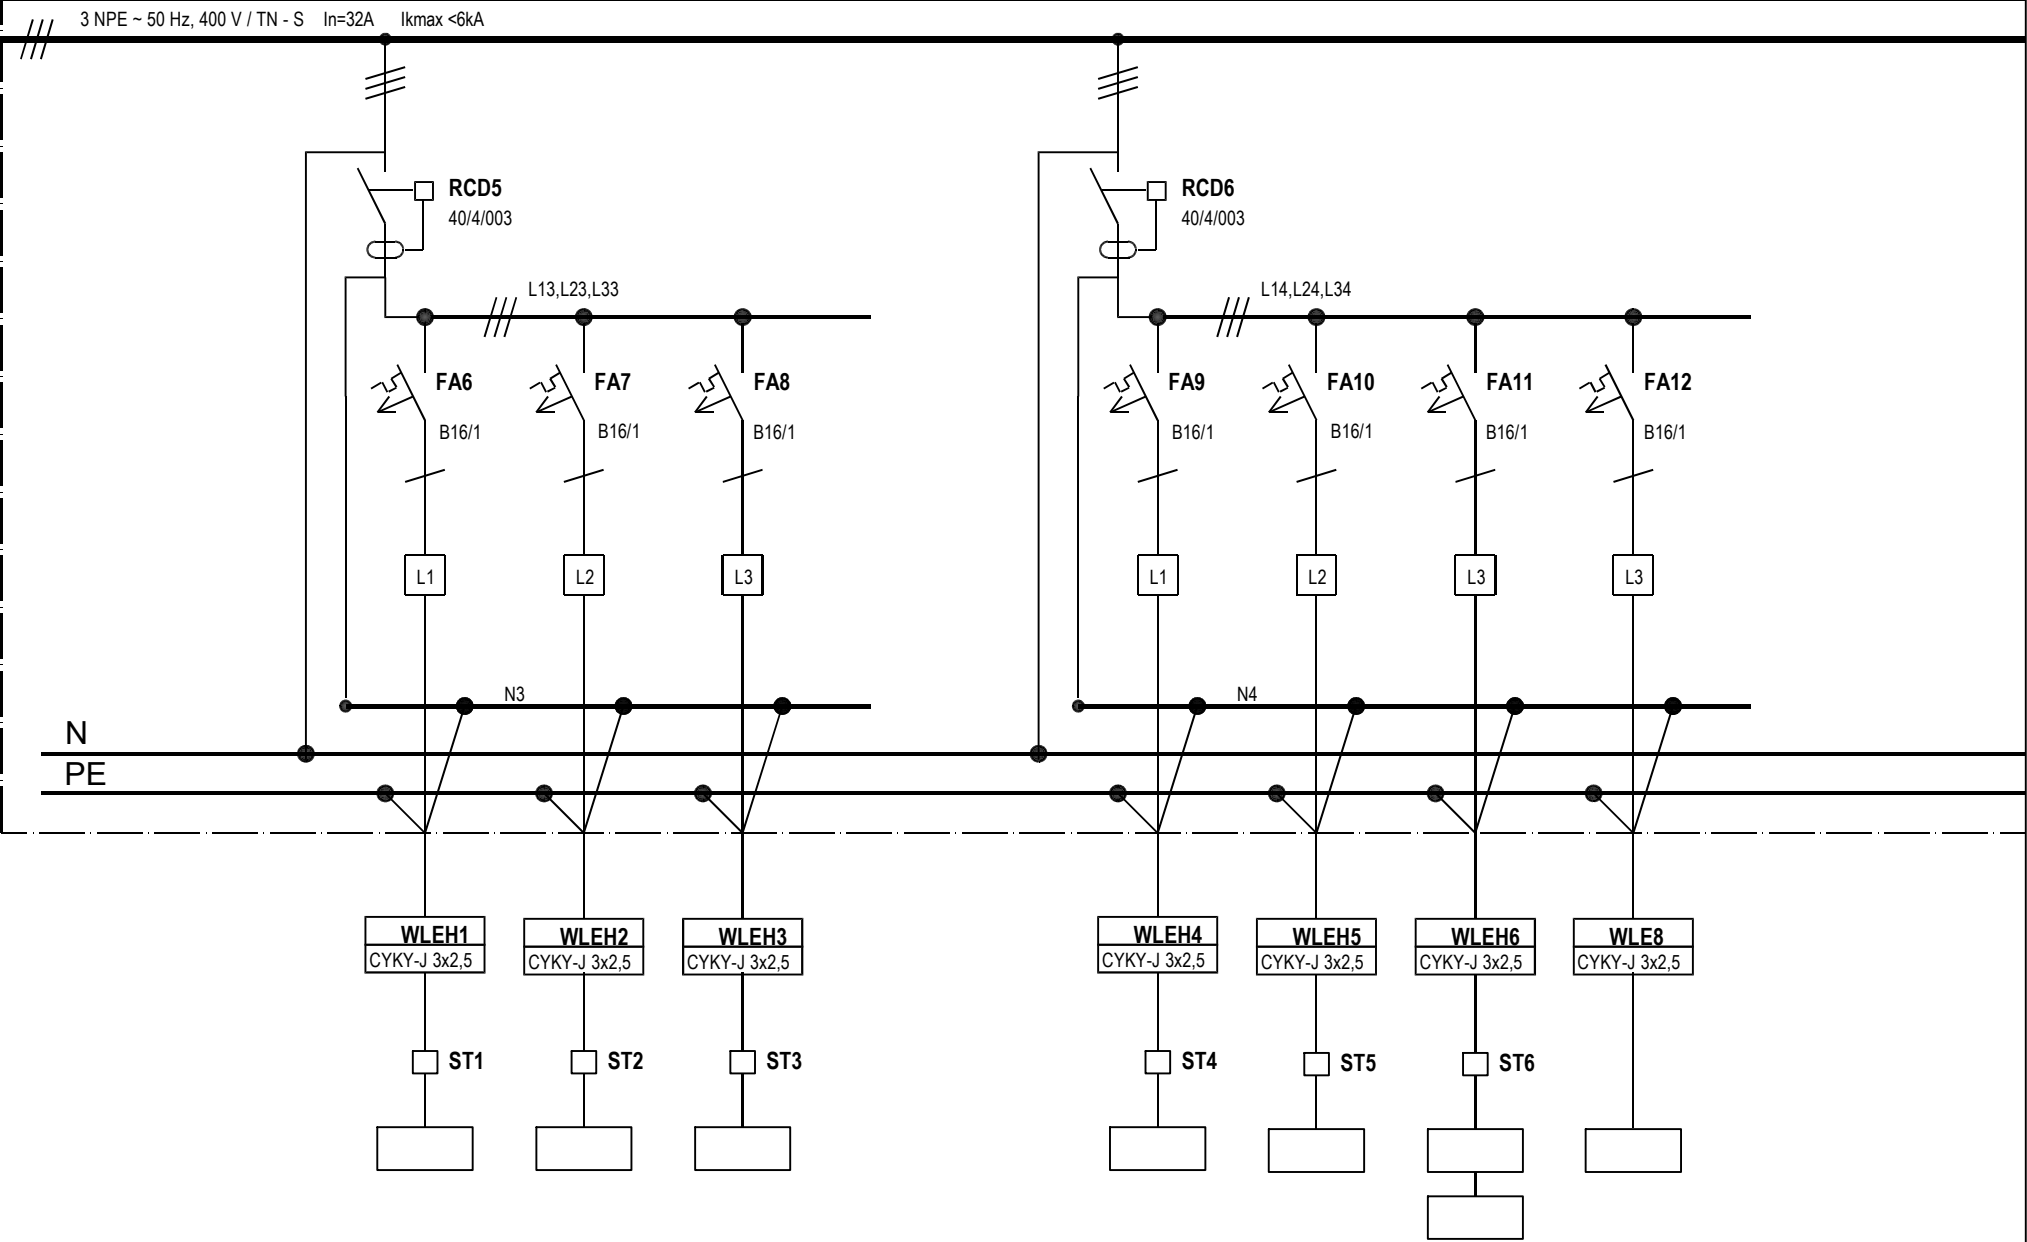 3 NPE ~ 50 Hz, 400 V / TN - S In=32A Ikmax <6kA
RCD5 RCD6
40/4/003 40/4/003
L13,L23,L33 L14,L24,L34
FA6 FA7 FA8 FA9 FA10 FA11 FA12
B16/1 B16/1 B16/1 B16/1 B16/1 B16/1 B16/1
L1 L2 L3 L1 L2 L3 L3
N3 N4
N
PE
WLEH1 WLEH2 WLEH3 WLEH4 WLEH5 WLEH6 WLE8
CYKY-J 3x2,5 CYKY-J 3x2,5 CYKY-J 3x2,5 CYKY-J 3x2,5 CYKY-J 3x2,5 CYKY-J 3x2,5 CYKY-J 3x2,5
ST1 ST2 ST3 ST4 ST5 ST6